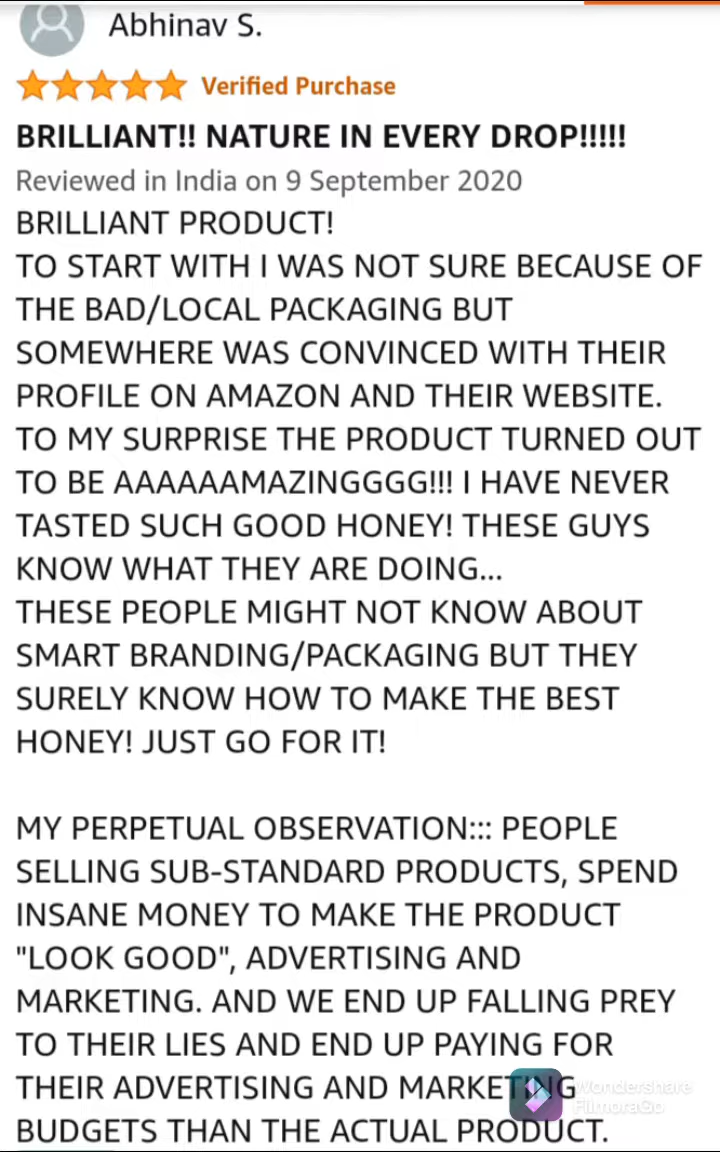 Abhinav S.
Verified Purchase
BRILLIANT!! NATURE IN EVERY DROP!!!!!
Reviewed in India on 9 September 2020
BRILLIANT PRODUCT!
TO START WITH I WAS NOT SURE BECAUSE OF
THE BAD/LOCAL PACKAGING BUT
SOMEWHERE WAS CONVINCED WITH THEIR
PROFILE ON AMAZON AND THEIR WEBSITE.
TO MY SURPRISE THE PRODUCT TURNED OUT
TO BE AAAAAAMAZINGGGG!!! I HAVE NEVER
TASTED SUCH GOOD HONEY! THESE GUYS
KNOW WHAT THEY ARE DOING...
THESE PEOPLE MIGHT NOT KNOW ABOUT
SMART BRANDING/PACKAGING BUT THEY
SURELY KNOW HOW TO MAKE THE BEST
HONEY! JUST GO FOR IT!
MY PERPETUAL OBSERVATION::: PEOPLE
SELLING SUB-STANDARD PRODUCTS, SPEND
INSANE MONEY TO MAKE THE PRODUCT
"LOOK GOOD", ADVERTISING AND
MARKETING. AND WE END UP FALLING PREY
TO THEIR LIES AND END UP PAYING FOR
THEIR ADVERTISING AND MARKETING
BUDGETS THAN THE ACTUAL PRODUCT.
Wondershare
FilmoraGo